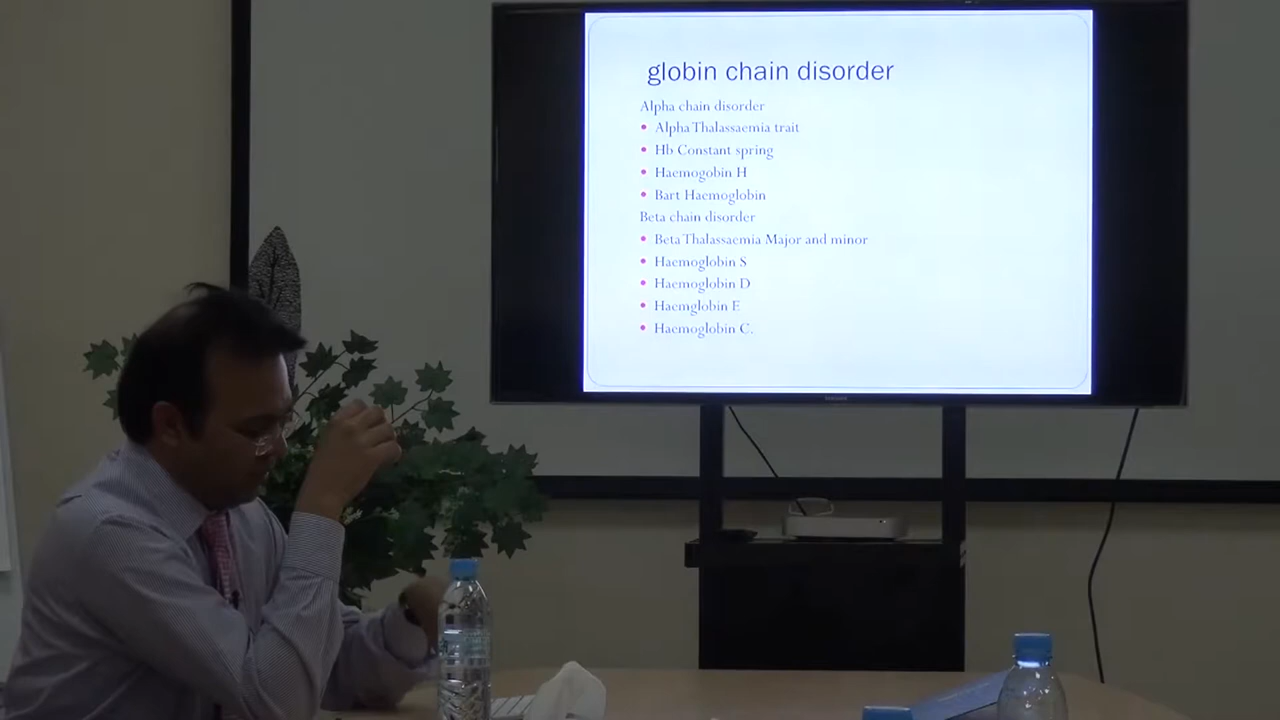 globin chain disorder
Alpha chain disorder
• Alpha Thalassaemia trait
• Hb Constant spring
• Haemogobin H
• Bart Haemoglobin
Beta chain disorder
• Beta Thalassaemia Major and minor
• Haemoglobin S
• Haemoglobin D
• Haemglobin E
• Haemoglobin C.